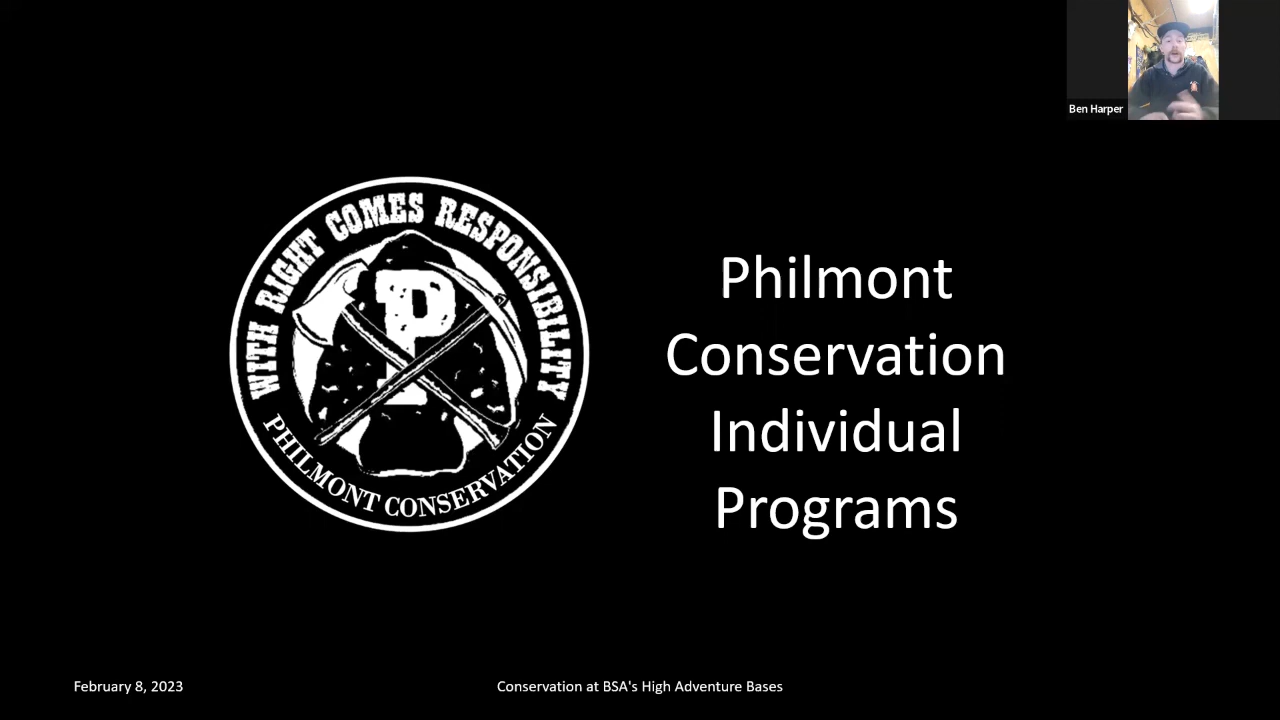 Ben Harper
WITH RIGHT COMES RESPONSIBILITY
P
PHILMONT CONSERVATION
Philmont
Conservation
Individual
Programs
February 8, 2023
Conservation at BSA's High Adventure Bases